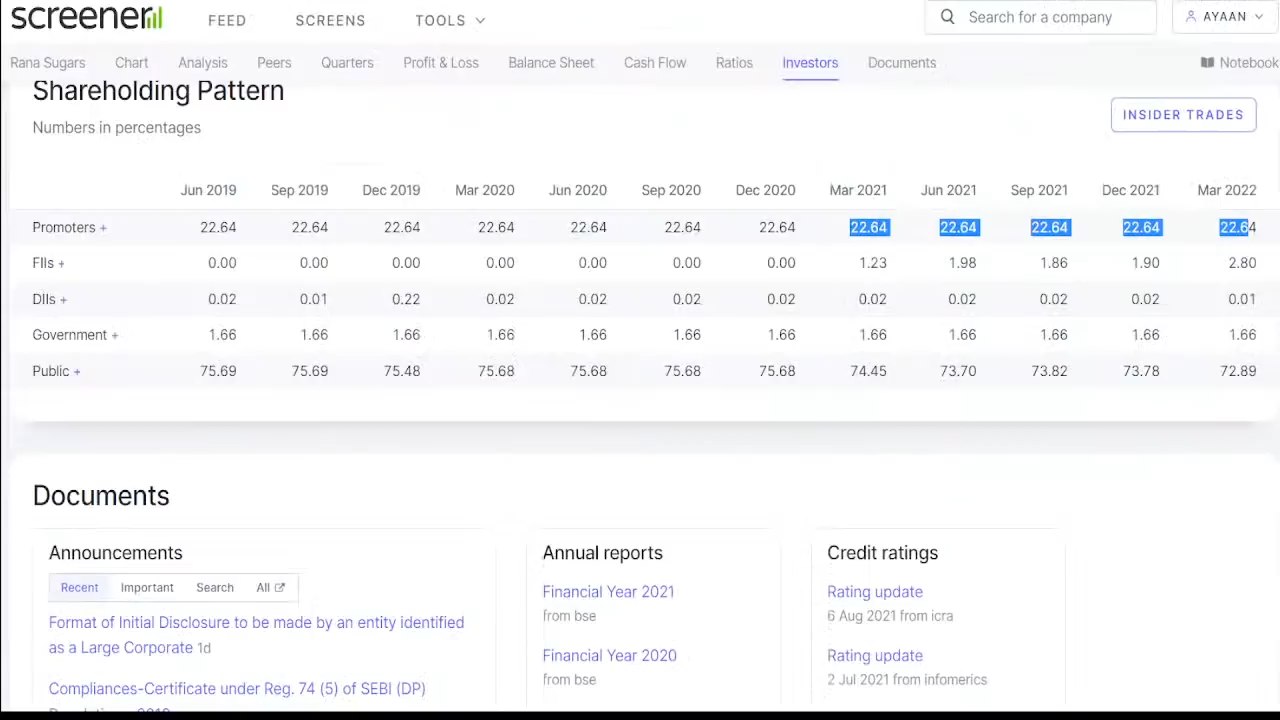 screener FEED SCREENS TOOLS Search for a company AYAAN
Rana Sugars Chart Analysis Peers Quarters Profit & Loss Balance Sheet Cash Flow Ratios Investors Documents Notebook
Shareholding Pattern
Numbers in percentages
INSIDER TRADES
Jun 2019 Sep 2019 Dec 2019 Mar 2020 Jun 2020 Sep 2020 Dec 2020 Mar 2021 Jun 2021 Sep 2021 Dec 2021 Mar 2022
Promoters + 22.64 22.64 22.64 22.64 22.64 22.64 22.64 22.64 22.64 22.64 22.64 22.64
FIIs + 0.00 0.00 0.00 0.00 0.00 0.00 0.00 1.23 1.98 1.86 1.90 2.80
DIIs + 0.02 0.01 0.22 0.02 0.02 0.02 0.02 0.02 0.02 0.02 0.02 0.01
Government + 1.66 1.66 1.66 1.66 1.66 1.66 1.66 1.66 1.66 1.66 1.66 1.66
Public + 75.69 75.69 75.48 75.68 75.68 75.68 75.68 74.45 73.70 73.82 73.78 72.89
Documents
Announcements
Recent Important Search All
Format of Initial Disclosure to be made by an entity identified
as a Large Corporate 1d
Compliances-Certificate under Reg. 74 (5) of SEBI (DP)
Annual reports
Financial Year 2021
from bse
Financial Year 2020
from bse
Credit ratings
Rating update
6 Aug 2021 from icra
Rating update
2 Jul 2021 from infomerics